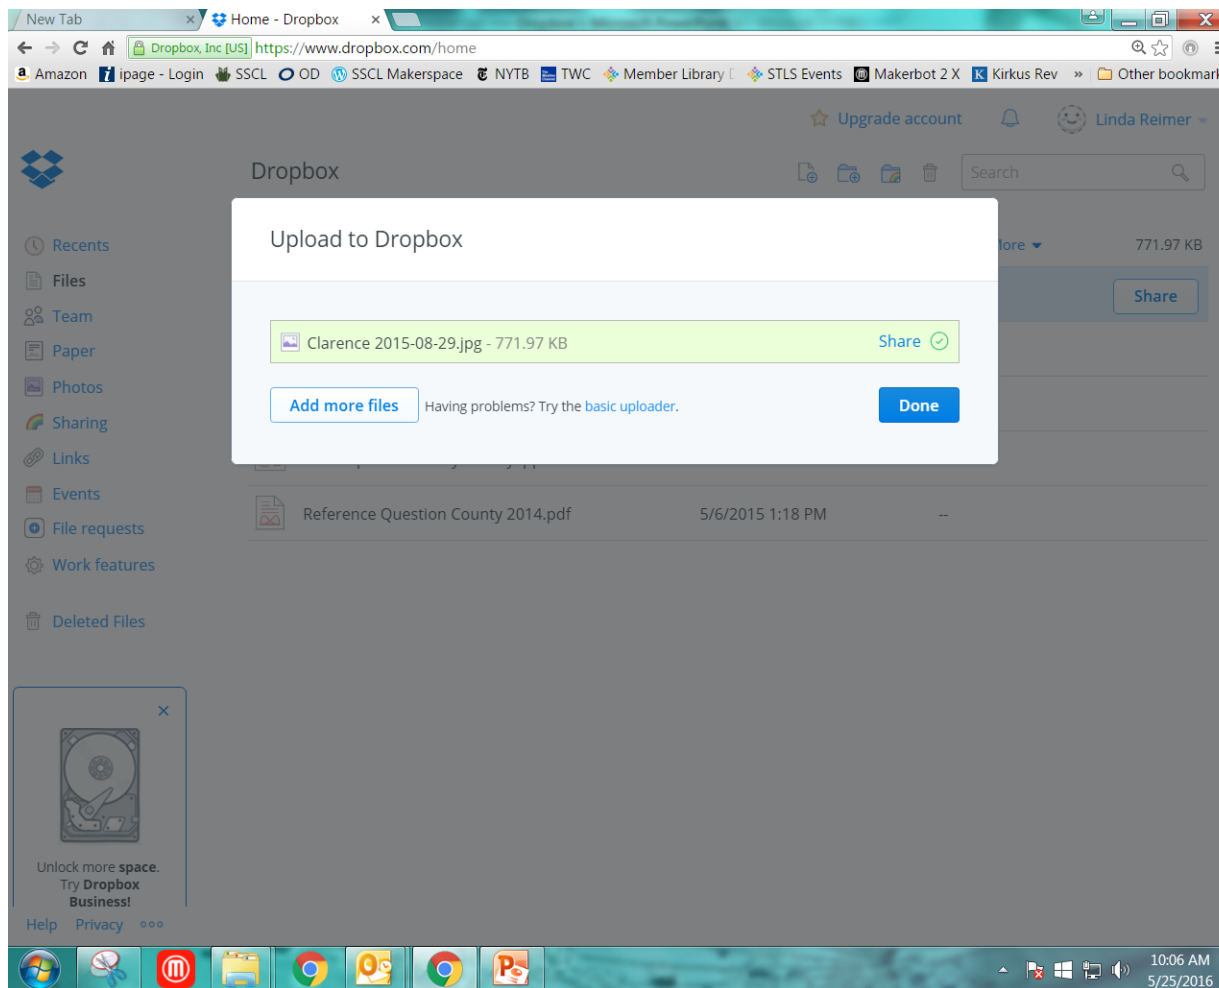 New Tab
Home - Dropbox
Dropbox, Inc [US] https://www.dropbox.com/home
Amazon ipage - Login SSCL OD SSCL Makerspace NYTB TWC Member Library STLS Events Makerbot 2 X Kirkus Rev » Other bookmark
Upgrade account Linda Reimer
Dropbox
Search
Upload to Dropbox
Recents
771.97 KB
Files
Share
Team
Clarence 2015-08-29.jpg - 771.97 KB Share
Paper
Photos
Add more files Having problems? Try the basic uploader. Done
Sharing
Links
Events
Reference Question County 2014.pdf 5/6/2015 1:18 PM --
File requests
Work features
Deleted Files
Unlock more space.
Try Dropbox
Business!
Help Privacy
10:06 AM
5/25/2016